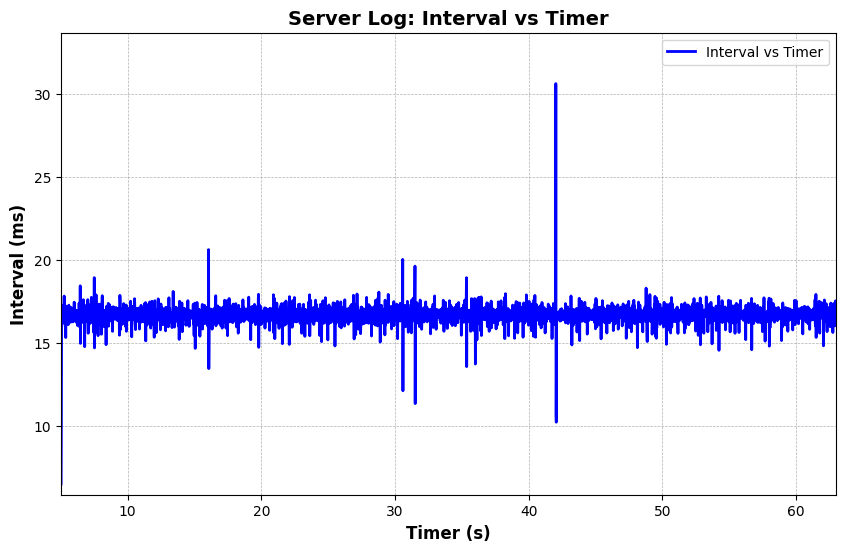 Server Log: Interval vs Timer
Interval vs Timer
30
25
20
15
10
Interval (ms)
10 20 30 40 50 60
Timer (s)